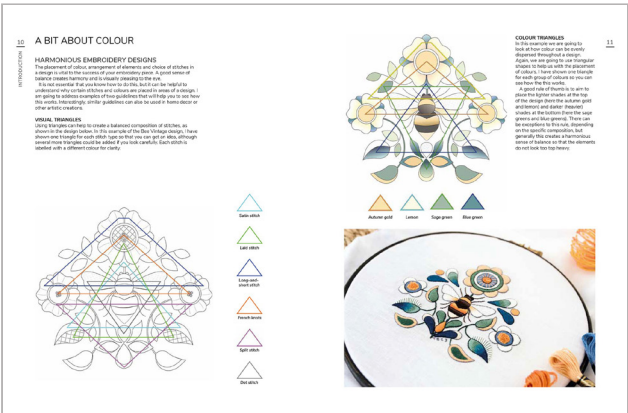 10
INTRODUCTION
A BIT ABOUT COLOUR
HARMONIOUS EMBROIDERY DESIGNS
The placement of colour, arrangement of elements and choice of stitches in
a design is vital to the success of your embroidery piece. A good sense of
balance creates harmony and is visually pleasing to the eye.
It is not essential that you know how to do this, but it can be helpful to
understand why certain stitches and colours are placed in areas of a design. I
am going to address examples of two guidelines that will help you to see how
this works. Interestingly, similar guidelines can also be used in home decor or
other artistic creations.
VISUAL TRIANGLES
Using triangles can help to create a balanced composition of stitches, as
shown in the design below. In this example of the Bee Vintage design, I have
shown one triangle for each stitch type so that you can get an idea, although
several more triangles could be added if you look carefully. Each stitch is
labelled with a different colour for clarity.
Satin stitch
Laid stitch
Long-and-
short stitch
French knots
Split stitch
Dot stitch
11
COLOUR TRIANGLES
In this example we are going to
look at how colour can be evenly
dispersed throughout a design.
Again, we are going to use triangular
shapes to help us with the placement
of colours. I have shown one triangle
for each group of colours so you can
see how the this works.
A good rule of thumb is to aim to
place the lighter shades at the top
of the design (here the autumn gold
and lemon) and darker (heavier)
shades at the bottom (here the sage
greens and blue greens). There can
be exceptions to this rule, depending
on the specific composition, but
generally this creates a harmonious
sense of balance so that the elements
do not look too top heavy.
Autumn gold
Lemon
Sage green
Blue green